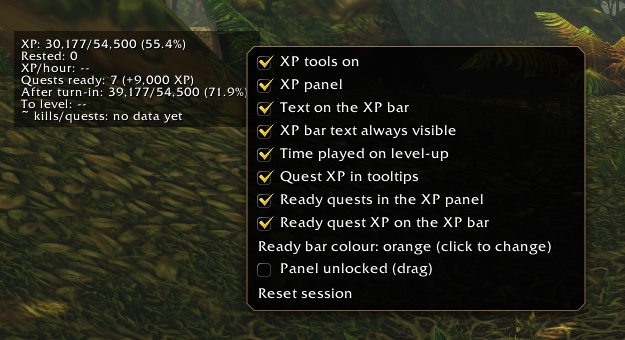 XP: 30,177/54,500 (55.4%)
Rested: 0
XP/hour: --
Quests ready: 7 (+9,000 XP)
After turn-in: 39,177/54,500 (71.9%)
To level: --
~ kills/quests: no data yet
XP tools on
XP panel
Text on the XP bar
XP bar text always visible
Time played on level-up
Quest XP in tooltips
Ready quests in the XP panel
Ready quest XP on the XP bar
Ready bar colour: orange (click to change)
Panel unlocked (drag)
Reset session